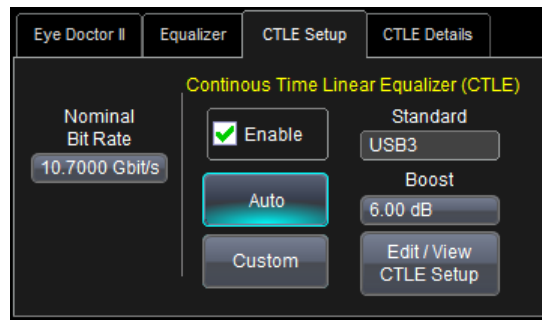 Eye Doctor II
Equalizer
CTLE Setup
CTLE Details
Continous Time Linear Equalizer (CTLE)
Nominal
Bit Rate
10.7000 Gbit/s
Enable
Auto
Custom
Standard
USB3
Boost
6.00 dB
Edit / View
CTLE Setup